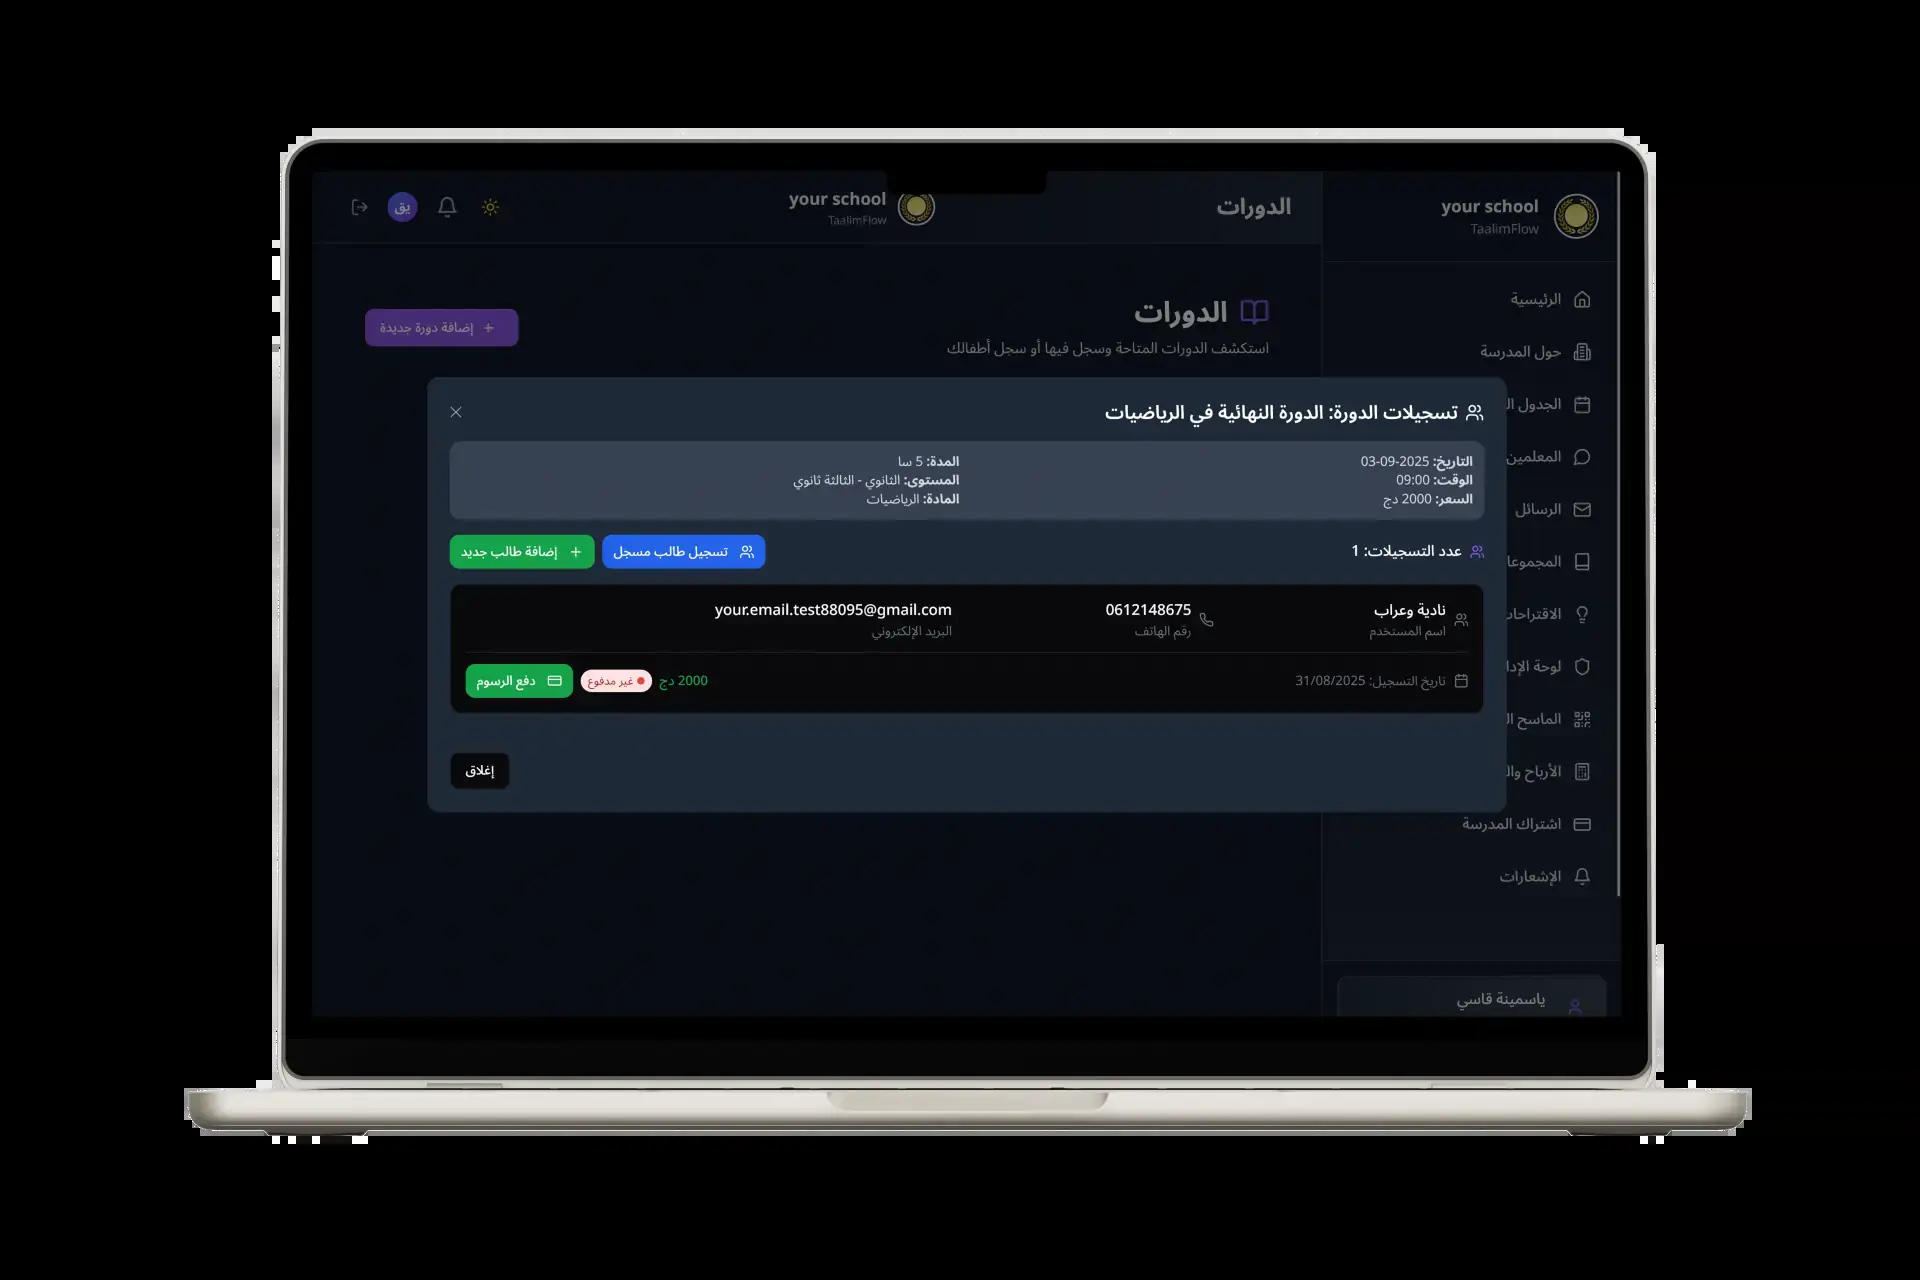 your school
TaalimFlow
الرئيسية
حول المدرسة
الجدول ال
المعلمين
الرسائل
المجموعا
الاقتراحات
لوحة الإدا
الماسح ال
الأرباح وال
اشتراك المدرسة
الإشعارات
ياسمينة قاسي
الدورات
your school
TaalimFlow
يق
الدورات
استكشف الدورات المتاحة وسجل فيها أو سجل أطفالك
إضافة دورة جديدة
تسجيلات الدورة: الدورة النهائية في الرياضيات
التاريخ: 2025-09-03
الوقت: 09:00
السعر: 2000 دج
المدة: 5 سا
المستوى: الثانوي - الثالثة ثانوي
المادة: الرياضيات
عدد التسجيلات: 1
تسجيل طالب مسجل
إضافة طالب جديد
نادية وعراب
اسم المستخدم
0612148675
رقم الهاتف
your.email.test88095@gmail.com
البريد الإلكتروني
تاريخ التسجيل: 31/08/2025
2000 دج
غير مدفوع
دفع الرسوم
إغلاق